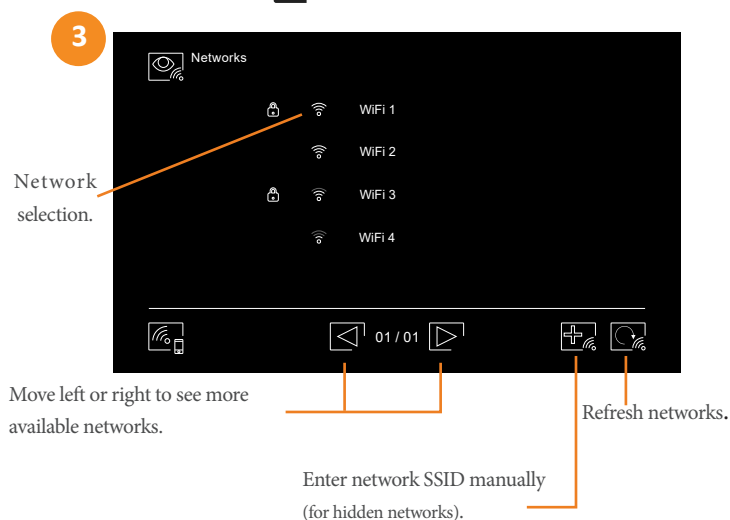 3
Networks
WiFi 1
WiFi 2
Network
selection.
WiFi 3
WiFi 4
01 / 01
Move left or right to see more
available networks.
Refresh networks.
Enter network SSID manually
(for hidden networks).